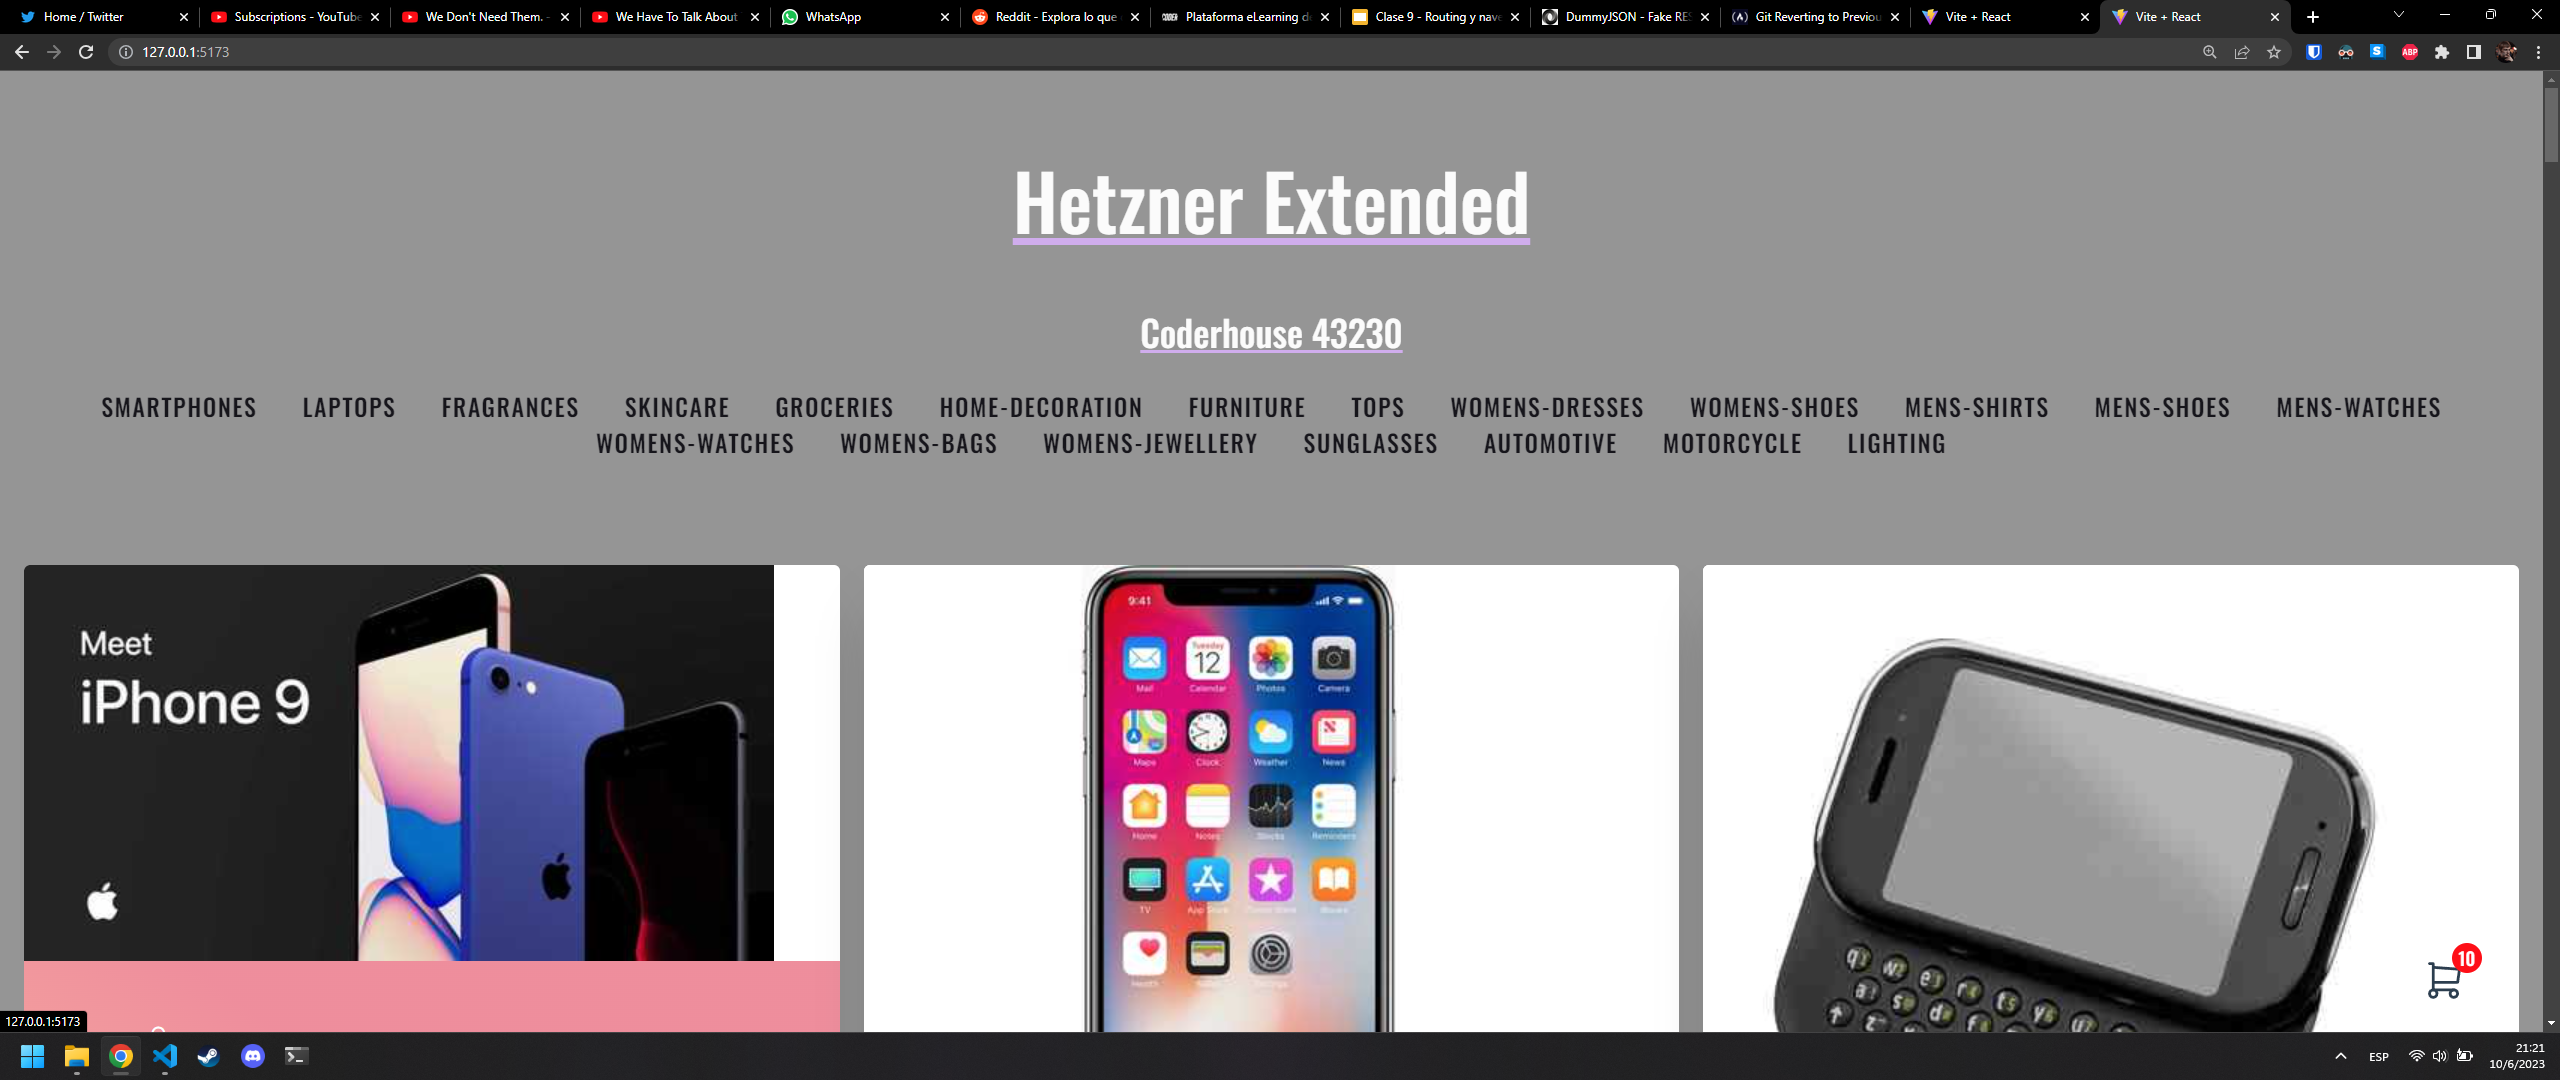 Home / Twitter
Subscriptions - YouTube
We Don't Need Them. -
We Have To Talk About
WhatsApp
Reddit - Explora lo que
Plataforma eLearning d
Clase 9 - Routing y nave
DummyJSON - Fake RES
Git Reverting to Previou
Vite + React
Vite + React
127.0.0.1:5173
ABP
Hetzner Extended
Coderhouse 43230
SMARTPHONES LAPTOPS FRAGRANCES SKINCARE GROCERIES HOME-DECORATION FURNITURE TOPS WOMENS-DRESSES WOMENS-SHOES MENS-SHIRTS MENS-SHOES MENS-WATCHES
WOMENS-WATCHES WOMENS-BAGS WOMENS-JEWELLERY SUNGLASSES AUTOMOTIVE MOTORCYCLE LIGHTING
Meet
iPhone 9
9:41
Tuesday
12
Mail Calendar Photos Camera
Maps Clock Weather News
Home Notes Stocks Reminders
TV App Store
Health
10
127.0.0.1:5173
ESP
21:21
10/6/2023